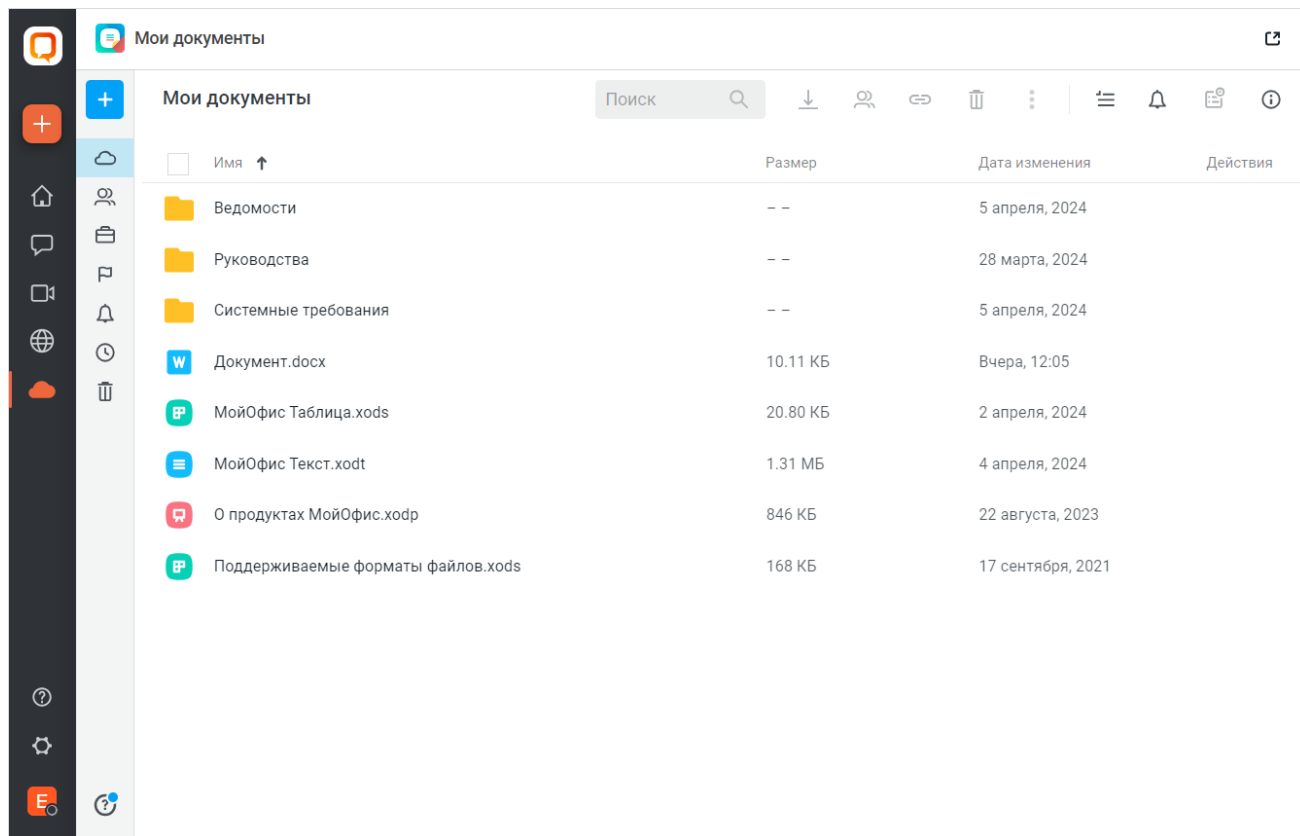 Мои документы
Мои документы
Поиск
Имя Размер Дата изменения Действия
Ведомости – – 5 апреля, 2024
Руководства – – 28 марта, 2024
Системные требования – – 5 апреля, 2024
W Документ.docx 10.11 КБ Вчера, 12:05
МойОфис Таблица.xods 20.80 КБ 2 апреля, 2024
МойОфис Текст.xodt 1.31 МБ 4 апреля, 2024
О продуктах МойОфис.xodp 846 КБ 22 августа, 2023
Поддерживаемые форматы файлов.xods 168 КБ 17 сентября, 2021
E